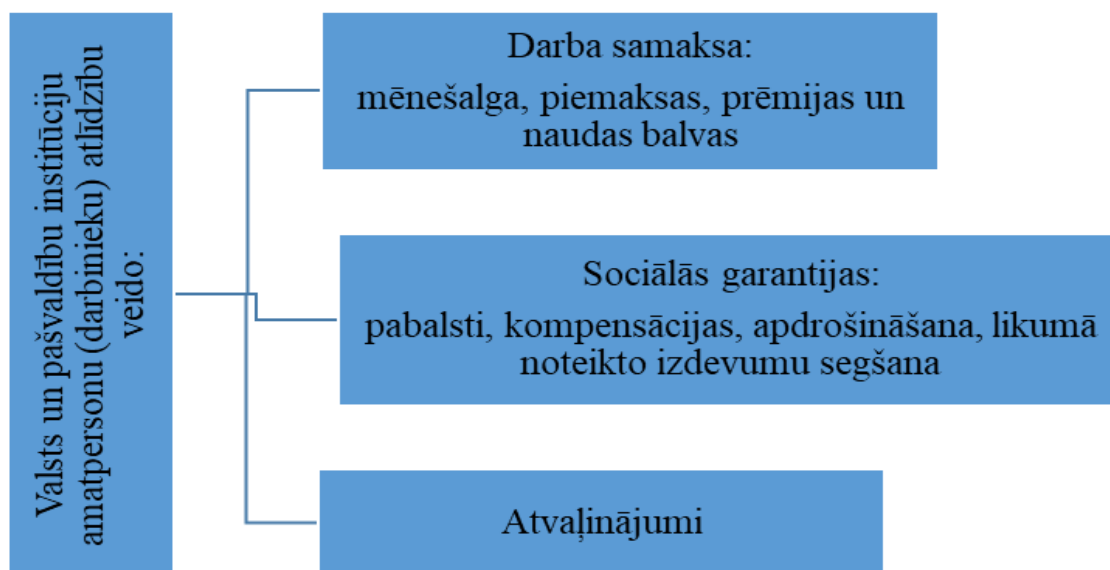 Valsts un pašvaldību institūciju
amatpersonu (darbinieku) atlīdzību
veido:
Darba samaksa:
mēnešalga, piemaksas, prēmijas un
naudas balvas
Sociālās garantijas:
pabalsti, kompensācijas, apdrošināšana, likumā
noteikto izdevumu segšana
Atvaļinājumi